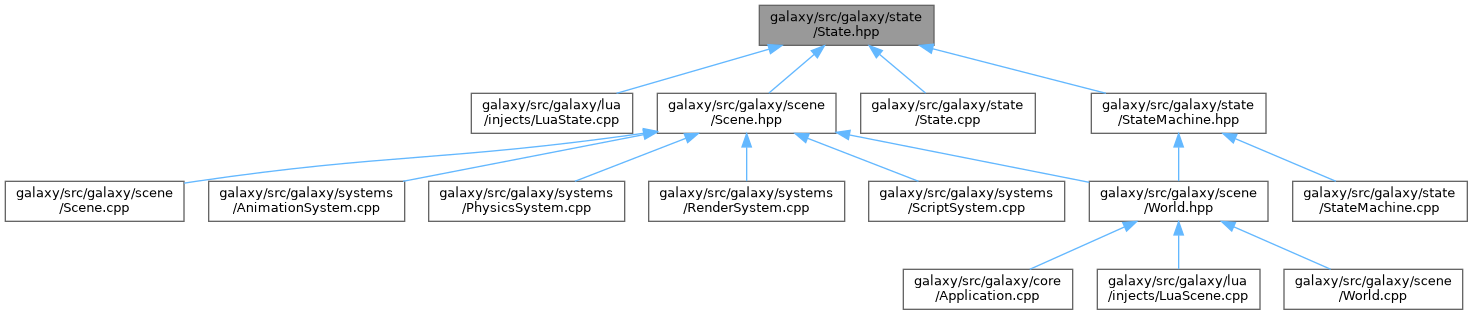 galaxy/src/galaxy/state
/State.hpp
galaxy/src/galaxy/lua
/injects/LuaState.cpp
galaxy/src/galaxy/scene
/Scene.hpp
galaxy/src/galaxy/state
/State.cpp
galaxy/src/galaxy/state
/StateMachine.hpp
galaxy/src/galaxy/scene
/Scene.cpp
galaxy/src/galaxy/systems
/AnimationSystem.cpp
galaxy/src/galaxy/systems
/PhysicsSystem.cpp
galaxy/src/galaxy/systems
/RenderSystem.cpp
galaxy/src/galaxy/systems
/ScriptSystem.cpp
galaxy/src/galaxy/scene
/World.hpp
galaxy/src/galaxy/state
/StateMachine.cpp
galaxy/src/galaxy/core
/Application.cpp
galaxy/src/galaxy/lua
/injects/LuaScene.cpp
galaxy/src/galaxy/scene
/World.cpp